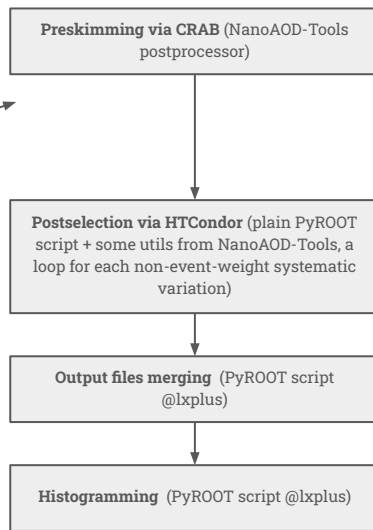 Preskimming via CRAB (NanoAOD-Tools
postprocessor)
Postselection via HTCondor (plain PyROOT
script + some utils from NanoAOD-Tools, a
loop for each non-event-weight systematic
variation)
Output files merging (PyROOT script
@lxplus)
Histogramming (PyROOT script @lxplus)